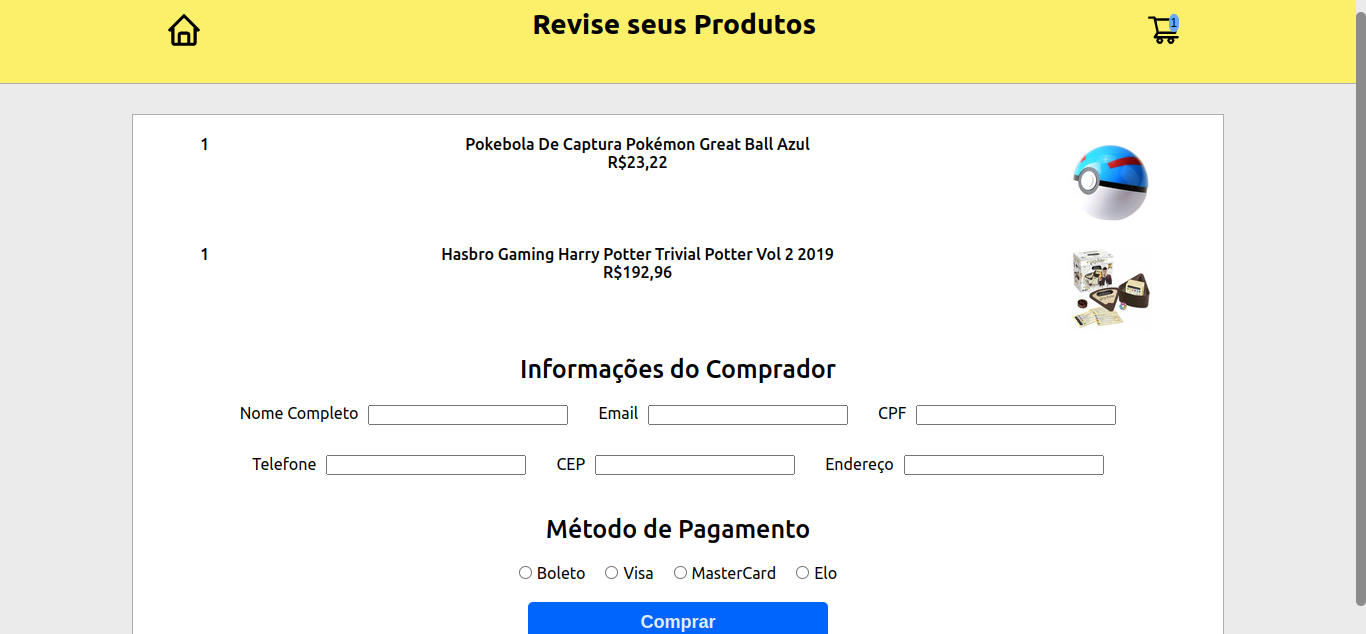 Revise seus Produtos
1
1
Pokebola De Captura Pokémon Great Ball Azul
R$23,22
1
Hasbro Gaming Harry Potter Trivial Potter Vol 2 2019
R$192,96
Informações do Comprador
Nome Completo Email CPF
Telefone CEP Endereço
Método de Pagamento
Boleto Visa MasterCard Elo
Comprar